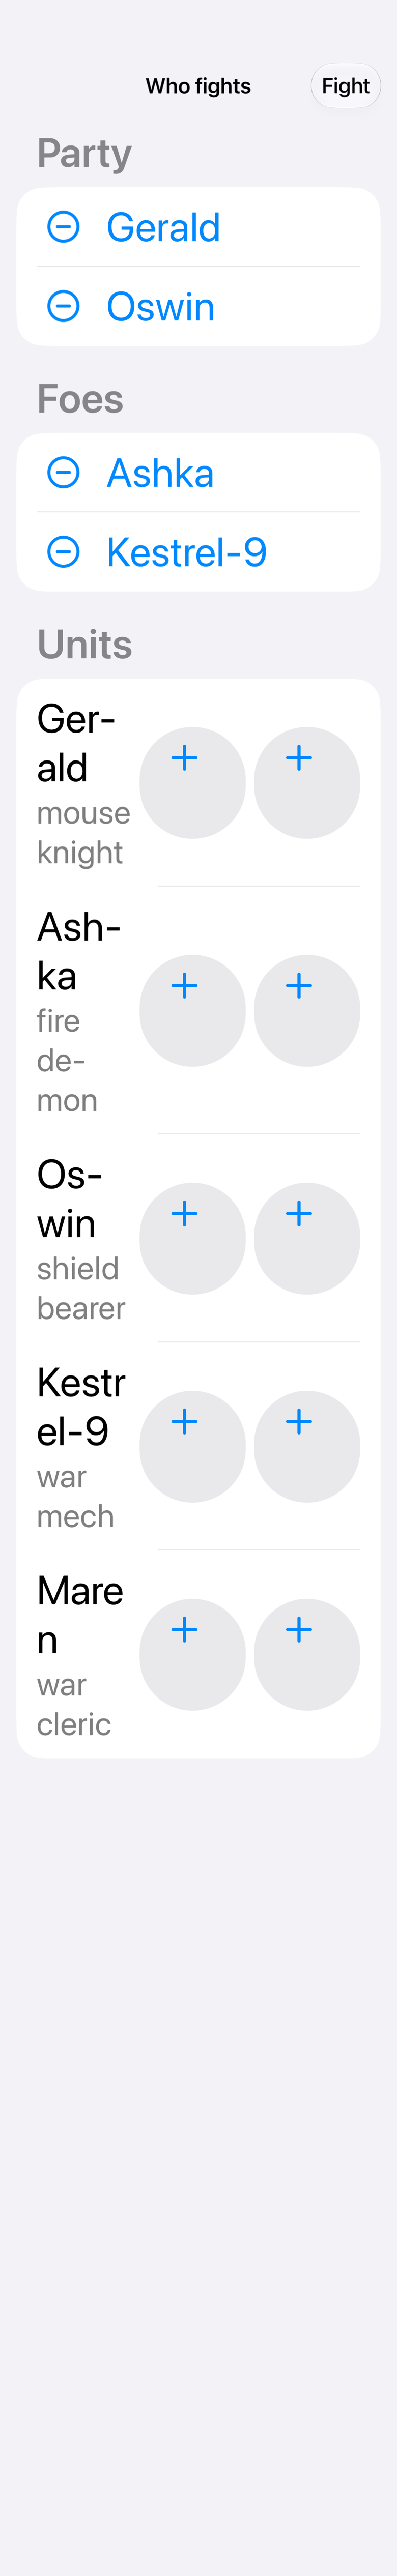 Who fights
Fight
Party
Gerald
Oswin
Foes
Ashka
Kestrel-9
Units
Ger-
ald
mouse
knight
Ash-
ka
fire
de-
mon
Os-
win
shield
bearer
Kestr
el-9
war
mech
Mare
n
war
cleric